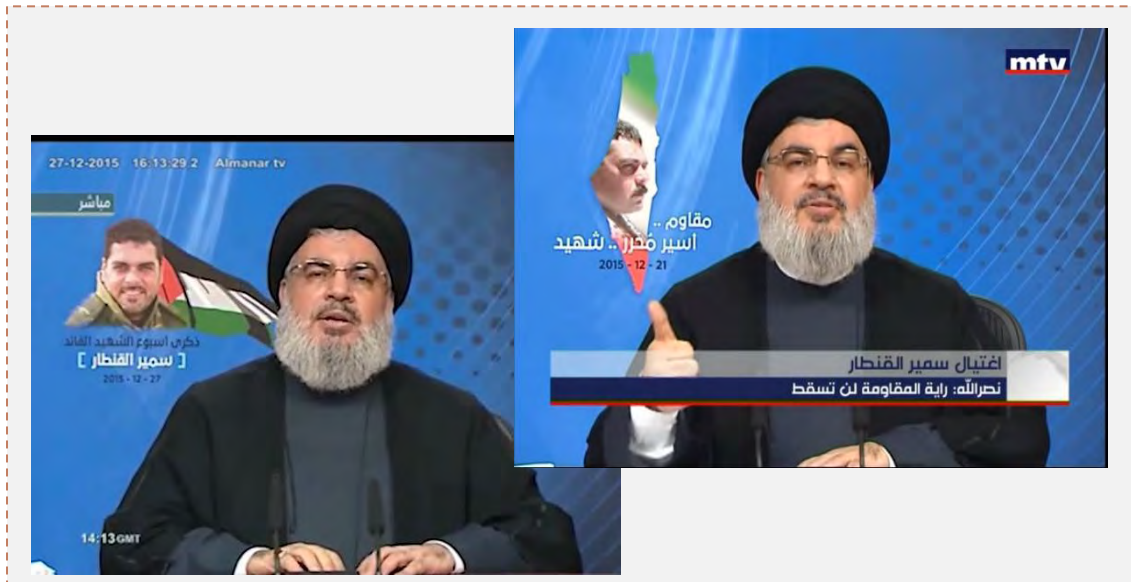 27-12-2015 16:13:29.2 Almanar tv
مباشر
ذكرى اسبوع الشهيد القائد
[ سمير القنطار ]
2015 - 12 - 27
14:13GMT
mtv
مقاوم ..
أسير مُحرر .. شهيد
2015 - 12 - 21
اغتيال سمير القنطار
نصرالله: راية المقاومة لن تسقط